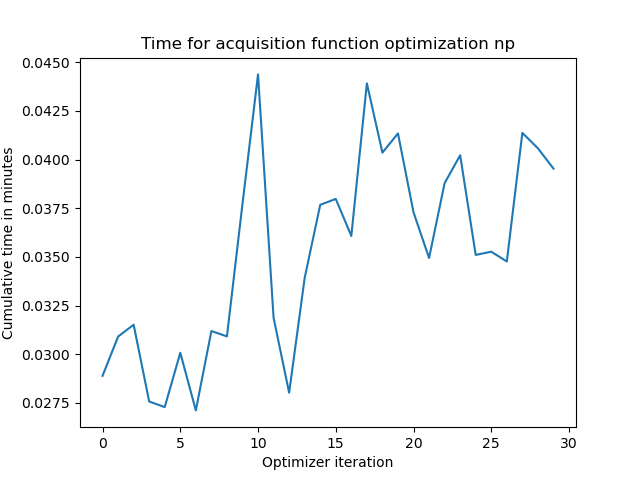 Time for acquisition function optimization np
Cumulative time in minutes
0.0450
0.0425
0.0400
0.0375
0.0350
0.0325
0.0300
0.0275
0 5 10 15 20 25 30
Optimizer iteration